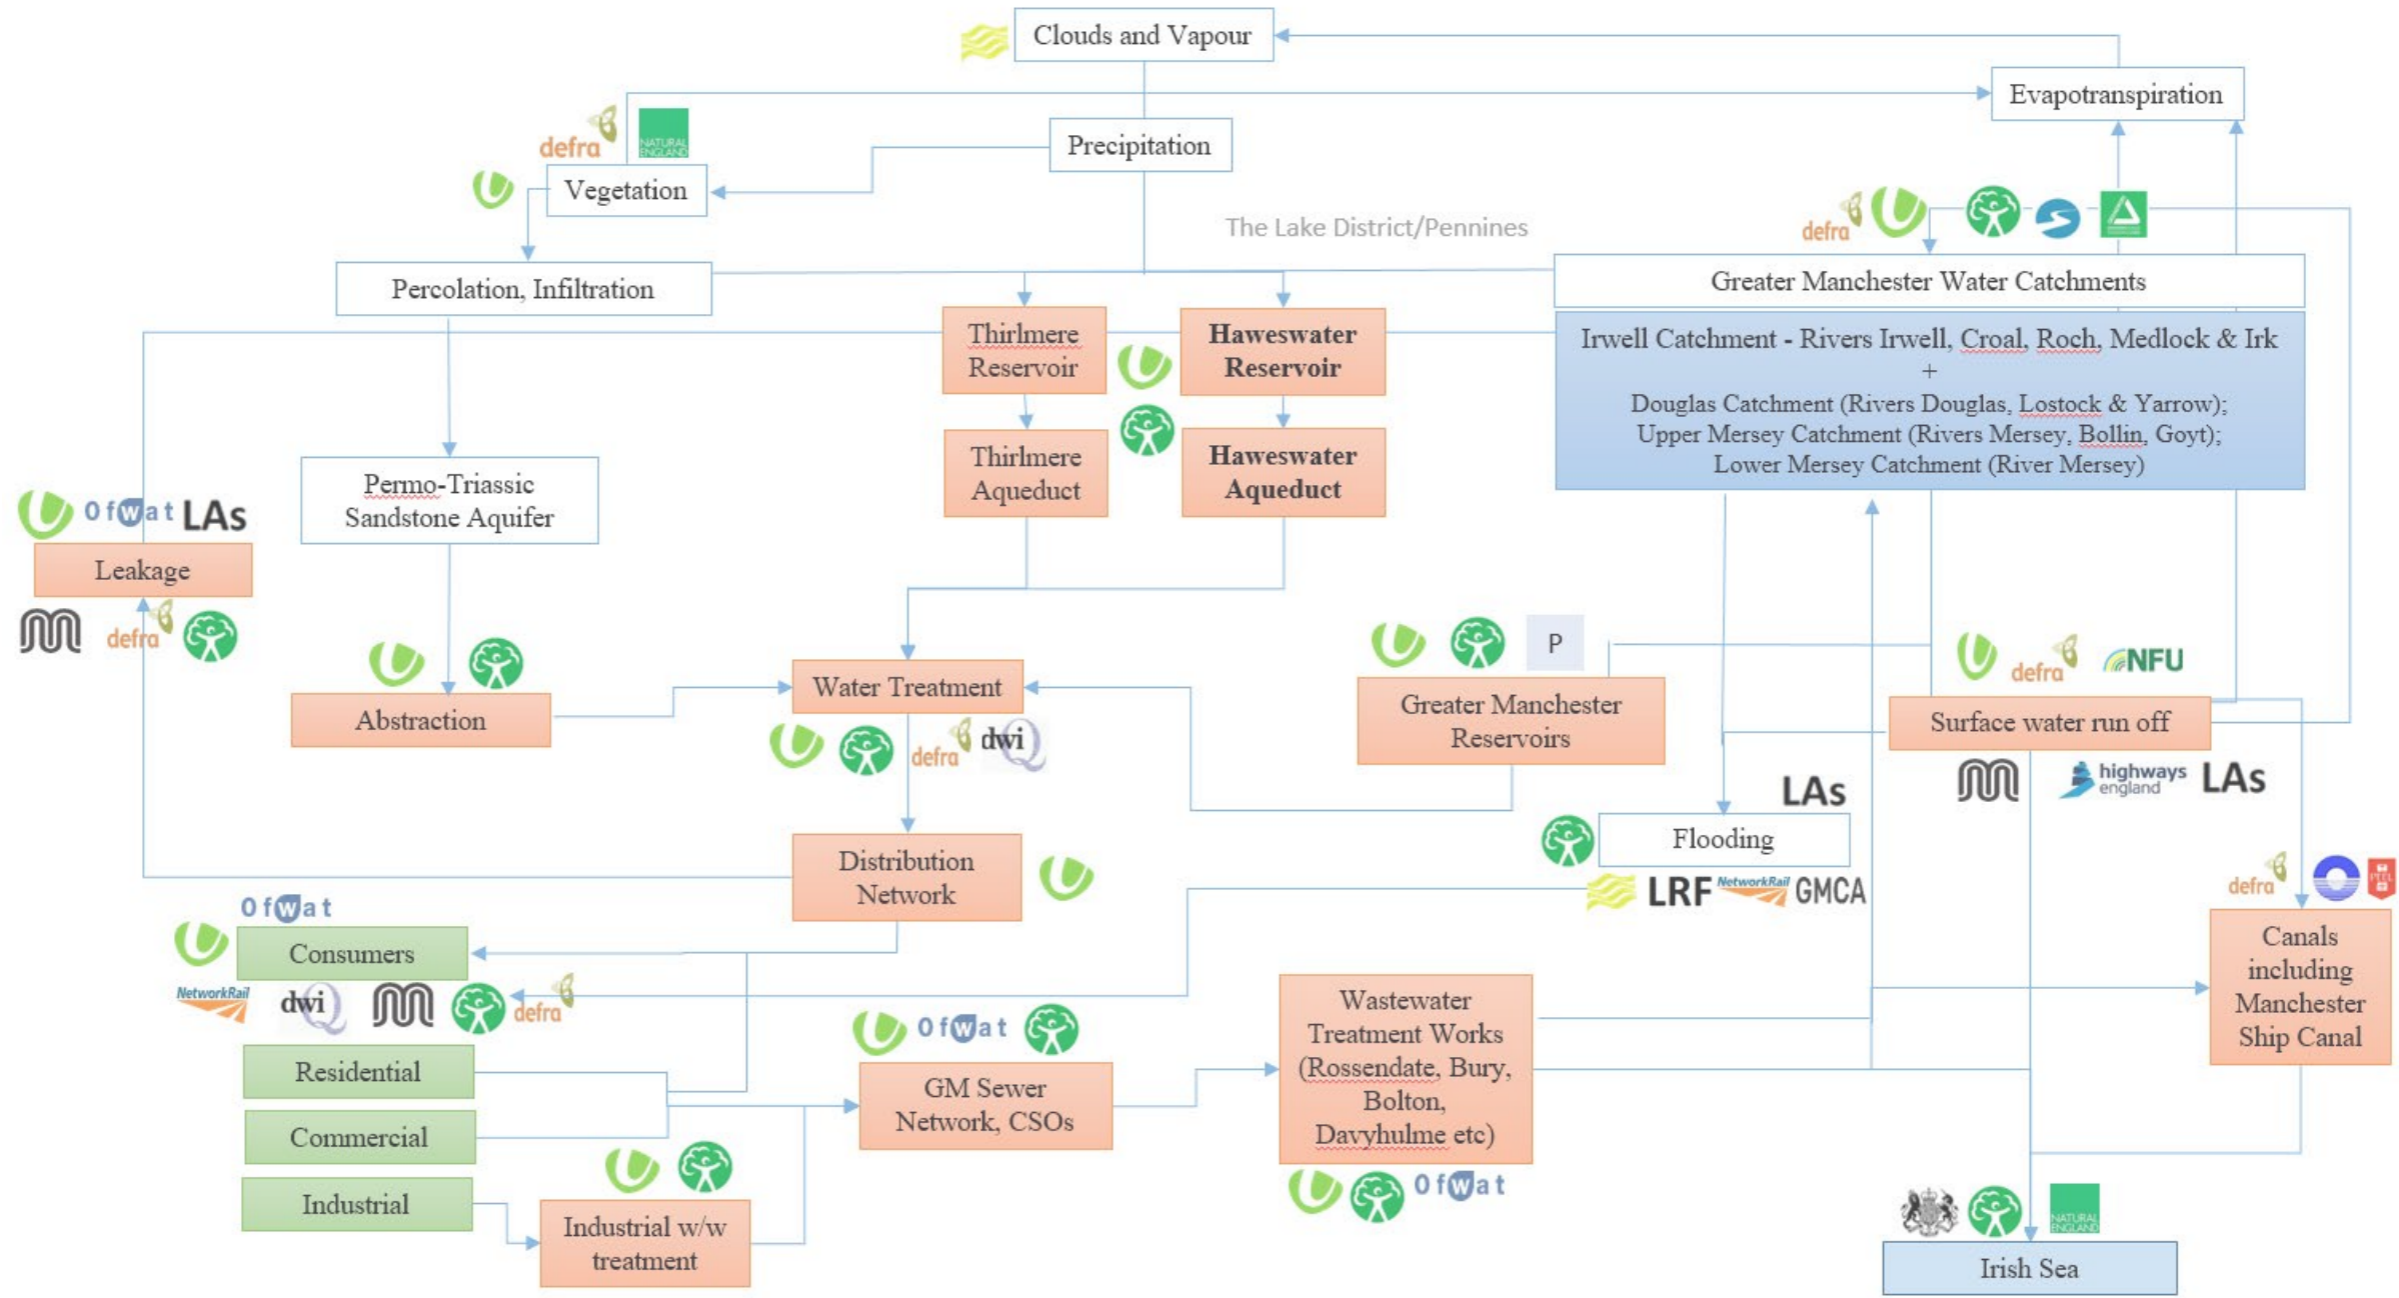 Clouds and Vapour
Evapotranspiration
Precipitation
defra
NATURAL
ENGLAND
Vegetation
The Lake District/Pennines
defra
Percolation, Infiltration
Greater Manchester Water Catchments
Thirlmere
Reservoir
Haweswater
Reservoir
Irwell Catchment - Rivers Irwell, Croal, Roch, Medlock & Irk
+
Douglas Catchment (Rivers Douglas, Lostock & Yarrow);
Upper Mersey Catchment (Rivers Mersey, Bollin, Goyt);
Lower Mersey Catchment (River Mersey)
Thirlmere
Aqueduct
Haweswater
Aqueduct
Permo-Triassic
Sandstone Aquifer
Ofwat LAs
Leakage
defra
Abstraction
Water Treatment
defra dwi
P
Greater Manchester
Reservoirs
defra NFU
Surface water run off
highways
england
LAs
LAs
Flooding
LRF NetworkRail GMCA
Distribution
Network
Ofwat
Consumers
NetworkRail dwi defra
defra
Canals
including
Manchester
Ship Canal
Residential
Commercial
Industrial
Industrial w/w
treatment
Ofwat
GM Sewer
Network, CSOs
Wastewater
Treatment Works
(Rossendate, Bury,
Bolton,
Davyhulme etc)
Ofwat
NATURAL
ENGLAND
Irish Sea